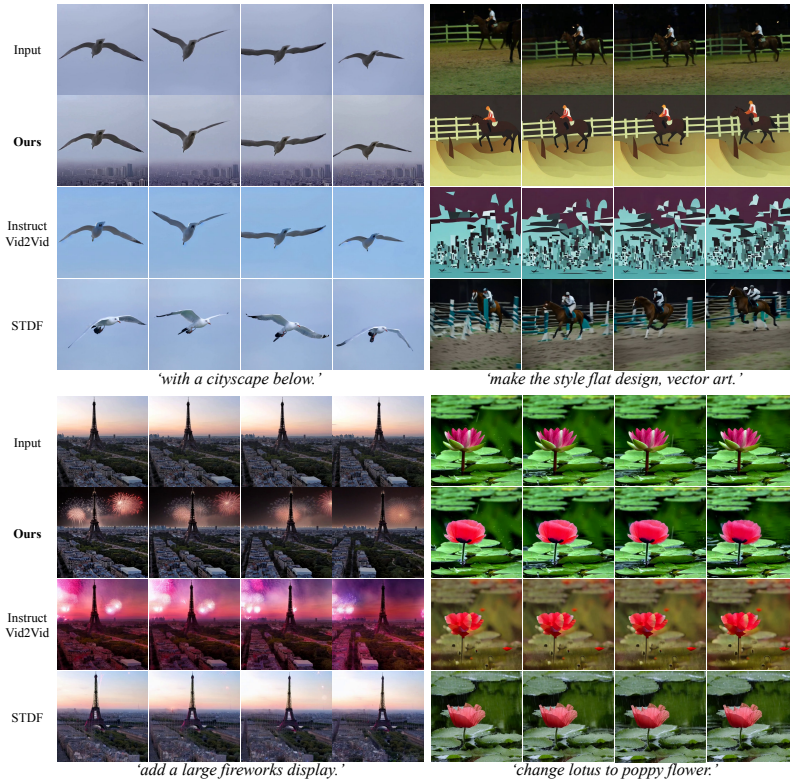 Input
Ours
Instruct
Vid2Vid
STDF
‘with a cityscape below.’
‘make the style flat design, vector art.’
Input
Ours
Instruct
Vid2Vid
STDF
‘add a large fireworks display.’
‘change lotus to poppy flower.’